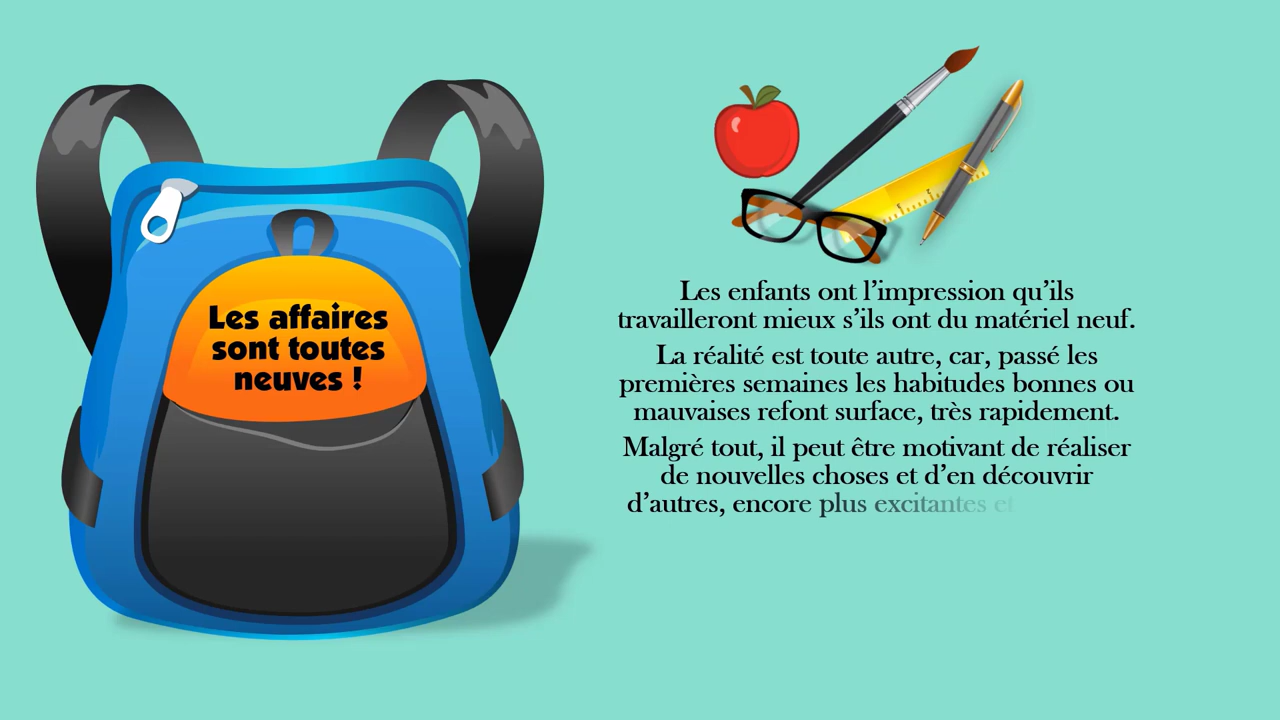 Les affaires
sont toutes
neuves !
Les enfants ont l’impression qu’ils
travailleront mieux s’ils ont du matériel neuf.
La réalité est toute autre, car, passé les
premières semaines les habitudes bonnes ou
mauvaises refont surface, très rapidement.
Malgré tout, il peut être motivant de réaliser
de nouvelles choses et d’en découvrir
d’autres, encore plus excitantes et